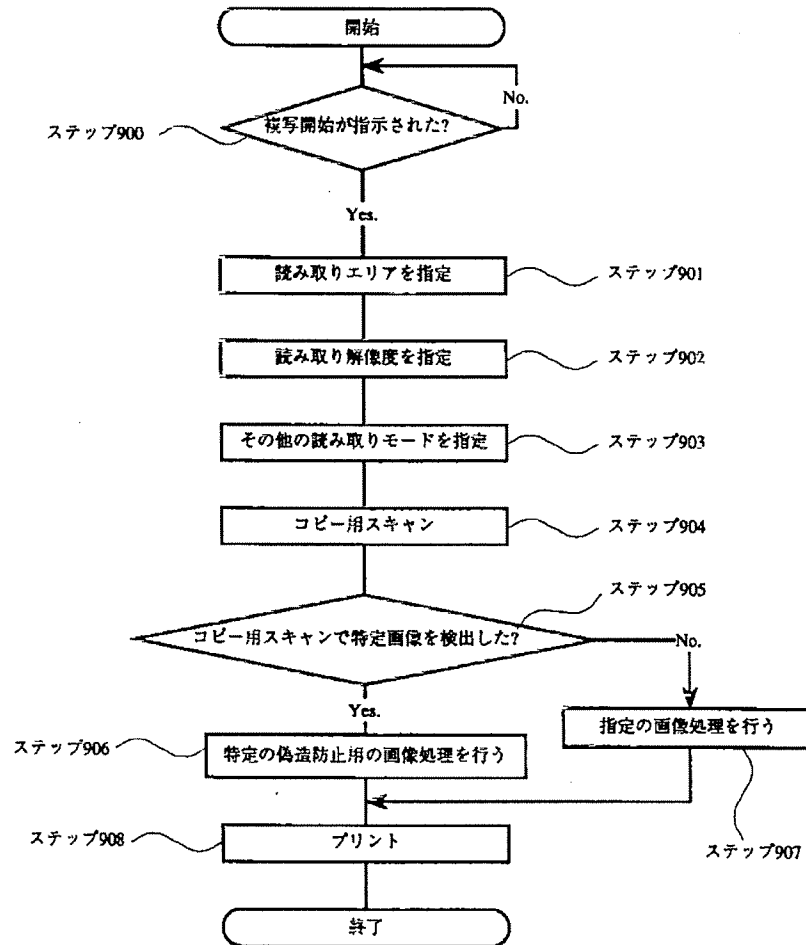 開始
No.
複写開始が指示された?
ステップ900
Yes.
読み取りエリアを指定
ステップ901
読み取り解像度を指定
ステップ902
その他の読み取りモードを指定
ステップ903
コピー用スキャン
ステップ904
ステップ905
コピー用スキャンで特定画像を検出した?
No.
Yes.
指定の画像処理を行う
ステップ906
特定の偽造防止用の画像処理を行う
ステップ907
ステップ908
プリント
終了